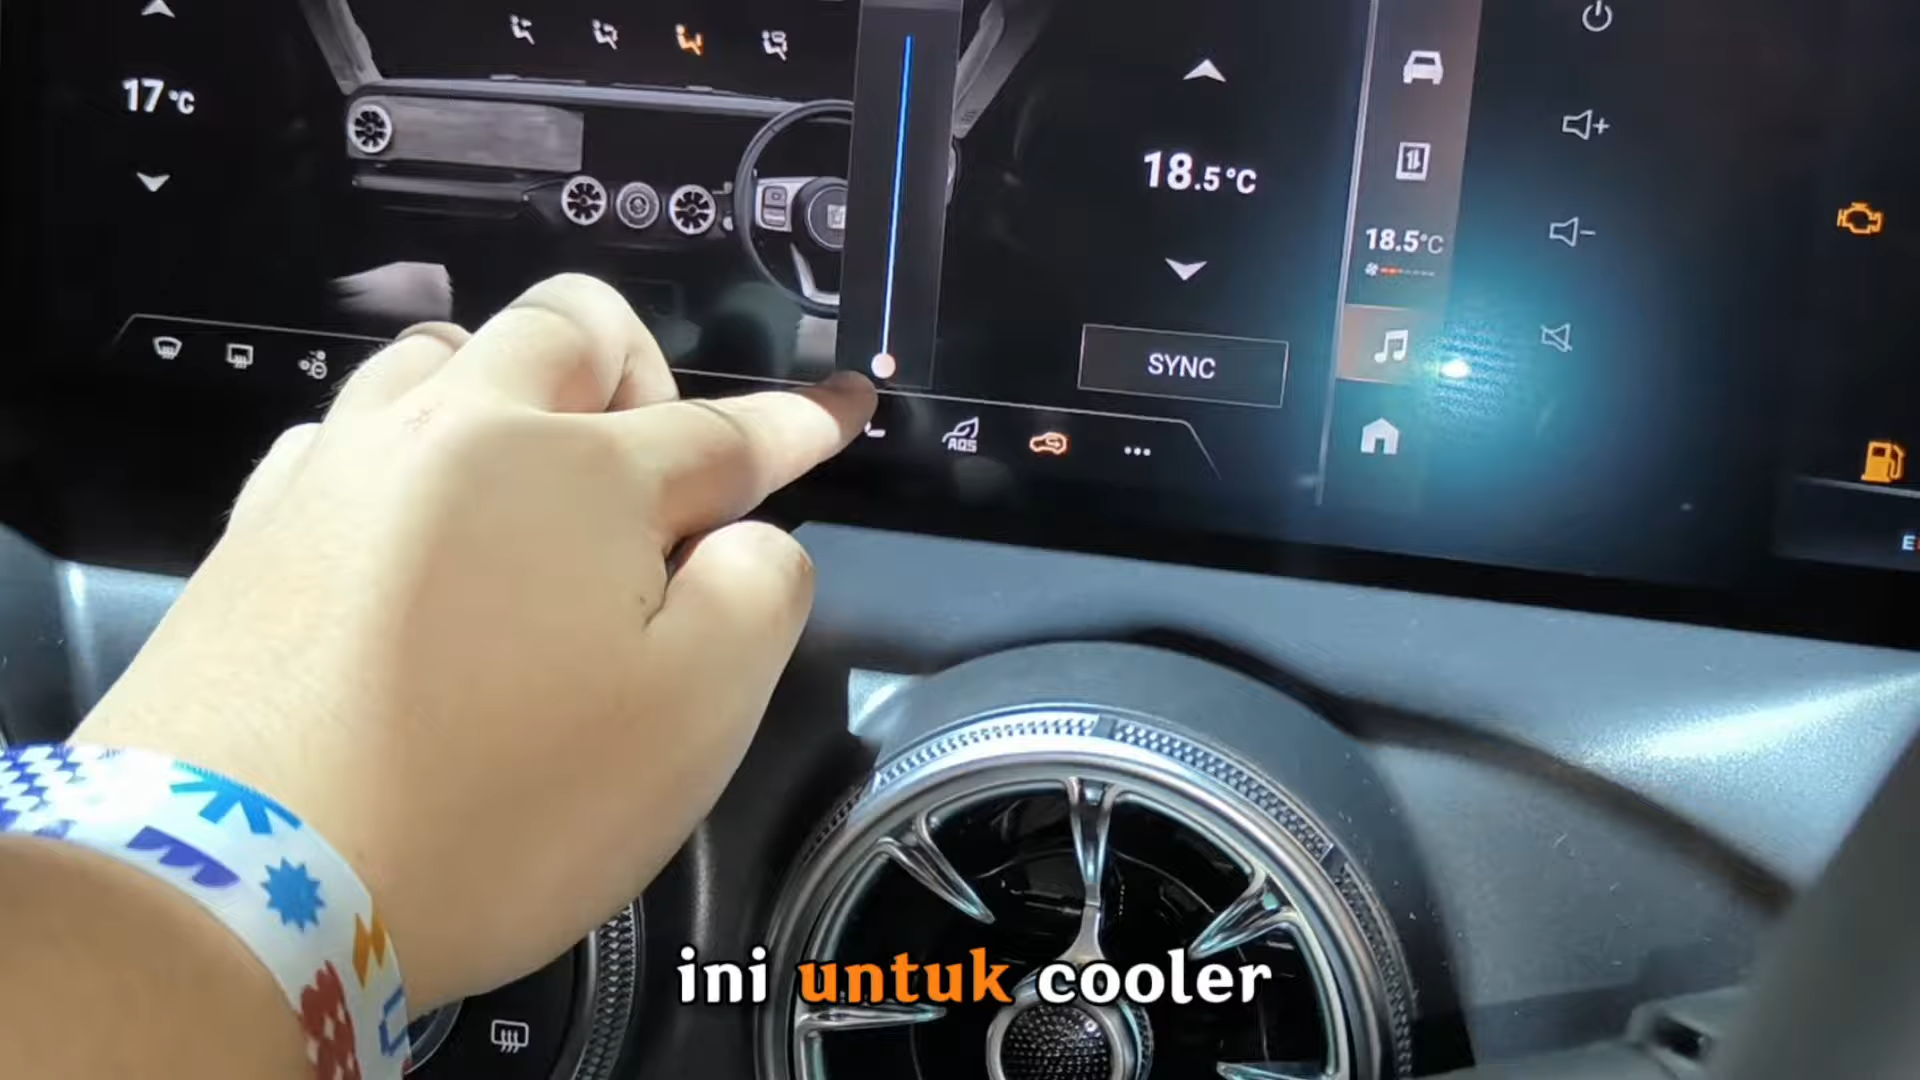 17°C
18.5°C
18.5°C
SYNC
AQS
E
ini untuk cooler